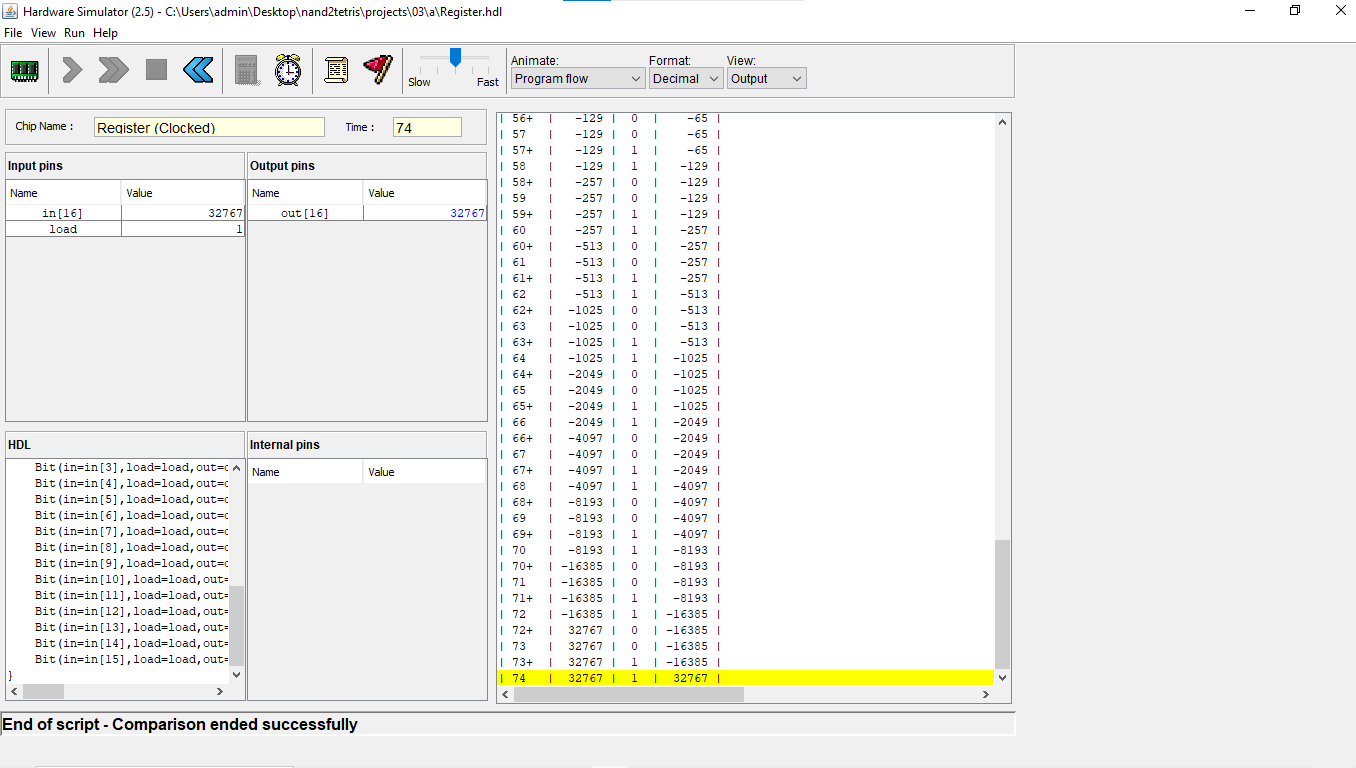 Hardware Simulator (2.5) - C:\Users\admin\Desktop\nand2tetris\projects\03\a\Register.hdl
File View Run Help
Slow Fast
Animate: Format: View:
Program flow Decimal Output
Chip Name : Register (Clocked) Time : 74
Input pins
Name Value
in[16] 32767
load 1
Output pins
Name Value
out[16] 32767
HDL
Bit(in=in[3],load=load,out=
Bit(in=in[4],load=load,out=
Bit(in=in[5],load=load,out=
Bit(in=in[6],load=load,out=
Bit(in=in[7],load=load,out=
Bit(in=in[8],load=load,out=
Bit(in=in[9],load=load,out=
Bit(in=in[10],load=load,out=
Bit(in=in[11],load=load,out=
Bit(in=in[12],load=load,out=
Bit(in=in[13],load=load,out=
Bit(in=in[14],load=load,out=
Bit(in=in[15],load=load,out=
}
Internal pins
Name Value
| 56+ | -129 | 0 | -65 |
| 57 | -129 | 0 | -65 |
| 57+ | -129 | 1 | -65 |
| 58 | -129 | 1 | -129 |
| 58+ | -257 | 0 | -129 |
| 59 | -257 | 0 | -129 |
| 59+ | -257 | 1 | -129 |
| 60 | -257 | 1 | -257 |
| 60+ | -513 | 0 | -257 |
| 61 | -513 | 0 | -257 |
| 61+ | -513 | 1 | -257 |
| 62 | -513 | 1 | -513 |
| 62+ | -1025 | 0 | -513 |
| 63 | -1025 | 0 | -513 |
| 63+ | -1025 | 1 | -513 |
| 64 | -1025 | 1 | -1025 |
| 64+ | -2049 | 0 | -1025 |
| 65 | -2049 | 0 | -1025 |
| 65+ | -2049 | 1 | -1025 |
| 66 | -2049 | 1 | -2049 |
| 66+ | -4097 | 0 | -2049 |
| 67 | -4097 | 0 | -2049 |
| 67+ | -4097 | 1 | -2049 |
| 68 | -4097 | 1 | -4097 |
| 68+ | -8193 | 0 | -4097 |
| 69 | -8193 | 0 | -4097 |
| 69+ | -8193 | 1 | -4097 |
| 70 | -8193 | 1 | -8193 |
| 70+ | -16385 | 0 | -8193 |
| 71 | -16385 | 0 | -8193 |
| 71+ | -16385 | 1 | -8193 |
| 72 | -16385 | 1 | -16385 |
| 72+ | 32767 | 0 | -16385 |
| 73 | 32767 | 0 | -16385 |
| 73+ | 32767 | 1 | -16385 |
| 74 | 32767 | 1 | 32767 |
End of script - Comparison ended successfully